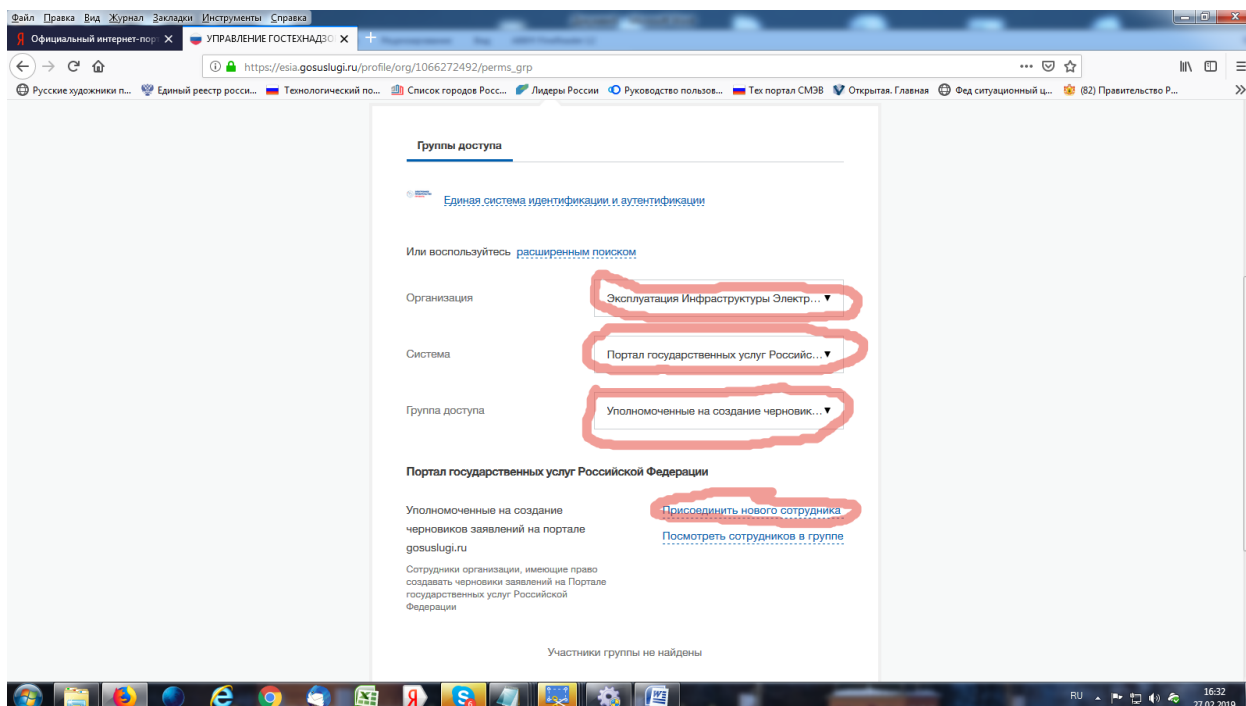 Файл Правка Вид Журнал Закладки Инструменты Справка
Я Официальный интернет-пор УПРАВЛЕНИЕ ГОСТЕХНАДЗО
https://esia.gosuslugi.ru/profile/org/1066272492/perms_grp
Русские художники п... Единый реестр росси... Технологический по... Список городов Росс... Лидеры России Руководство пользов... Тех портал СМЭВ Открытая. Главная Фед ситуационный ц... (82) Правительство Р...
Группы доступа
Единая система идентификации и аутентификации
Или воспользуйтесь расширенным поиском
Организация Эксплуатация Инфраструктуры Электр...
Система Портал государственных услуг Российс...
Группа доступа Уполномоченные на создание черновик...
Портал государственных услуг Российской Федерации
Уполномоченные на создание
черновиков заявлений на портале
gosuslugi.ru
Присоединить нового сотрудника
Посмотреть сотрудников в группе
Сотрудники организации, имеющие право
создавать черновики заявлений на Портале
государственных услуг Российской
Федерации
Участники группы не найдены
RU 16:32
27.02.2019